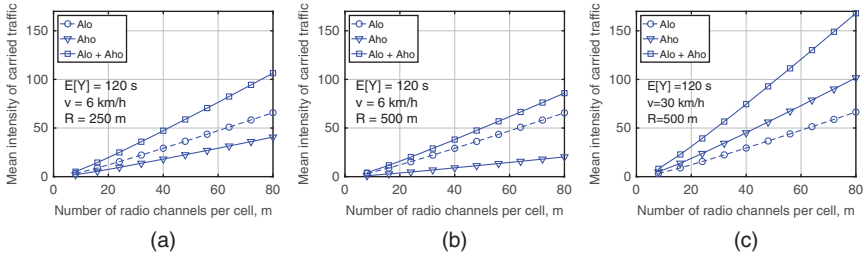 Mean intensity of carried traffic
150
100
50
0
0
20
40
60
80
Alo
Aho
Alo + Aho
E[Y] = 120 s
v = 6 km/h
R = 250 m
Number of radio channels per cell, m
(a)
Mean intensity of carried traffic
150
100
50
0
0
20
40
60
80
Alo
Aho
Alo + Aho
E[Y] = 120 s
v = 6 km/h
R = 500 m
Number of radio channels per cell, m
(b)
Mean intensity of carried traffic
150
100
50
0
0
20
40
60
80
Alo
Aho
Alo + Aho
E[Y] =120 s
v=30 km/h
R=500 m
Number of radio channels per cell, m
(c)